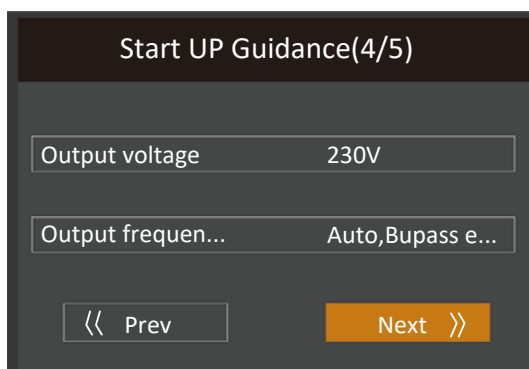 Start UP Guidance(4/5)
Output voltage 230V
Output frequen... Auto,Bupass e...
《 Prev Next 》